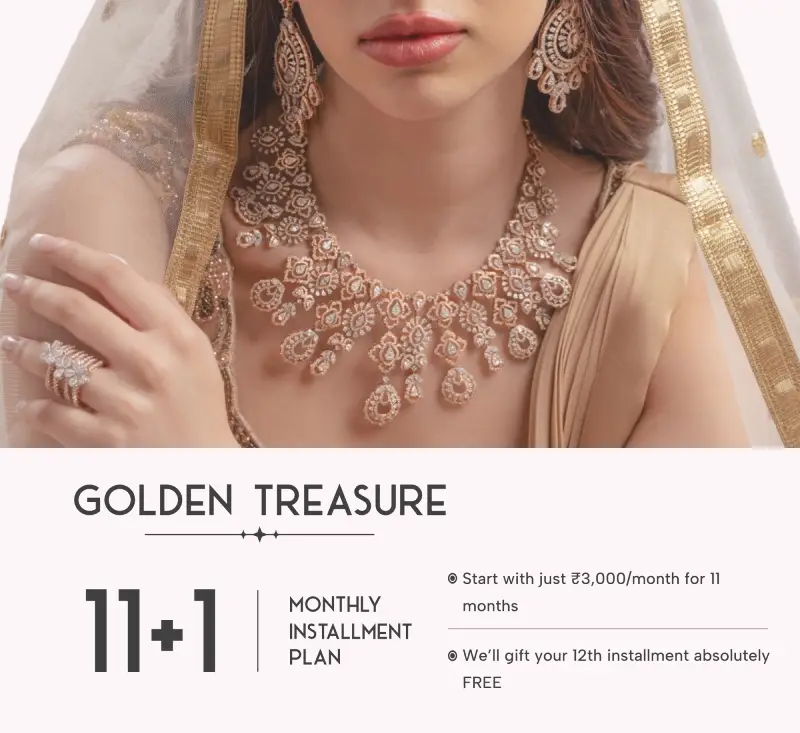 GOLDEN TREASURE
11+1
MONTHLY
INSTALLMENT
PLAN
Start with just ₹3,000/month for 11
months
We'll gift your 12th installment absolutely
FREE